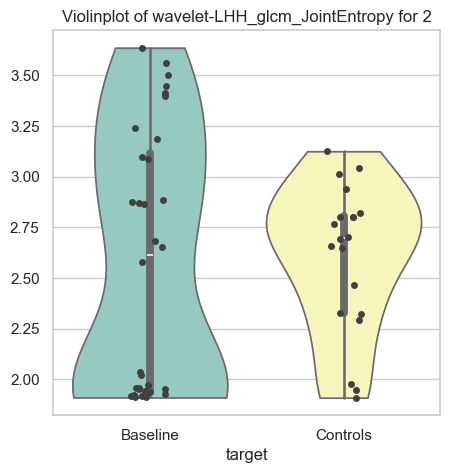 Violinplot of wavelet-LHH_glcm_JointEntropy for 2
3.50
3.25
3.00
2.75
2.50
2.25
2.00
Baseline
Controls
target